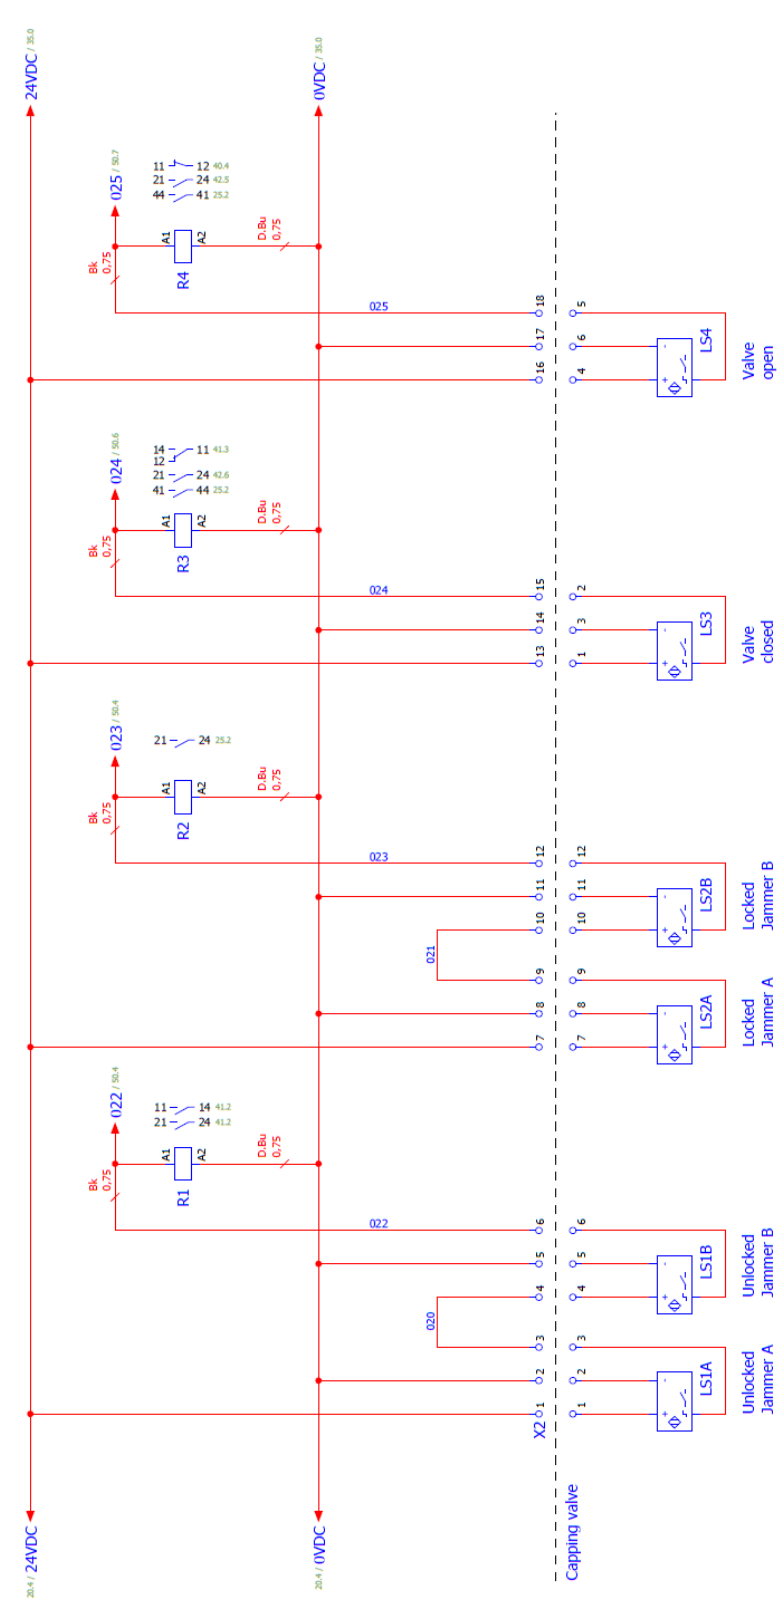 20.4 / 24VDC
24VDC / 35.0
Bk
0,75
022 / 50.4
Bk
0,75
023 / 50.4
Bk
0,75
024 / 50.6
Bk
0,75
025 / 50.7
R1
A1
A2
11 14 41.2
21 24 41.2
R2
A1
A2
21 24 25.2
R3
A1
A2
14 11 41.3
12
21 24 42.6
41 44 25.2
R4
A1
A2
11 12 40.4
21 24 42.5
44 41 25.2
D.Bu
0,75
D.Bu
0,75
D.Bu
0,75
D.Bu
0,75
20.4 / 0VDC
0VDC / 35.0
022
023
024
025
020
021
X2 1 2 3 4 5 6 7 8 9 10 11 12 13 14 15 16 17 18
Capping valve
1 2 3 4 5 6 7 8 9 10 11 12 1 3 2 4 6 5
+ -
+ -
+ -
+ -
+ -
+ -
LS1A LS1B LS2A LS2B LS3 LS4
Unlocked
Jammer A
Unlocked
Jammer B
Locked
Jammer A
Locked
Jammer B
Valve
closed
Valve
open